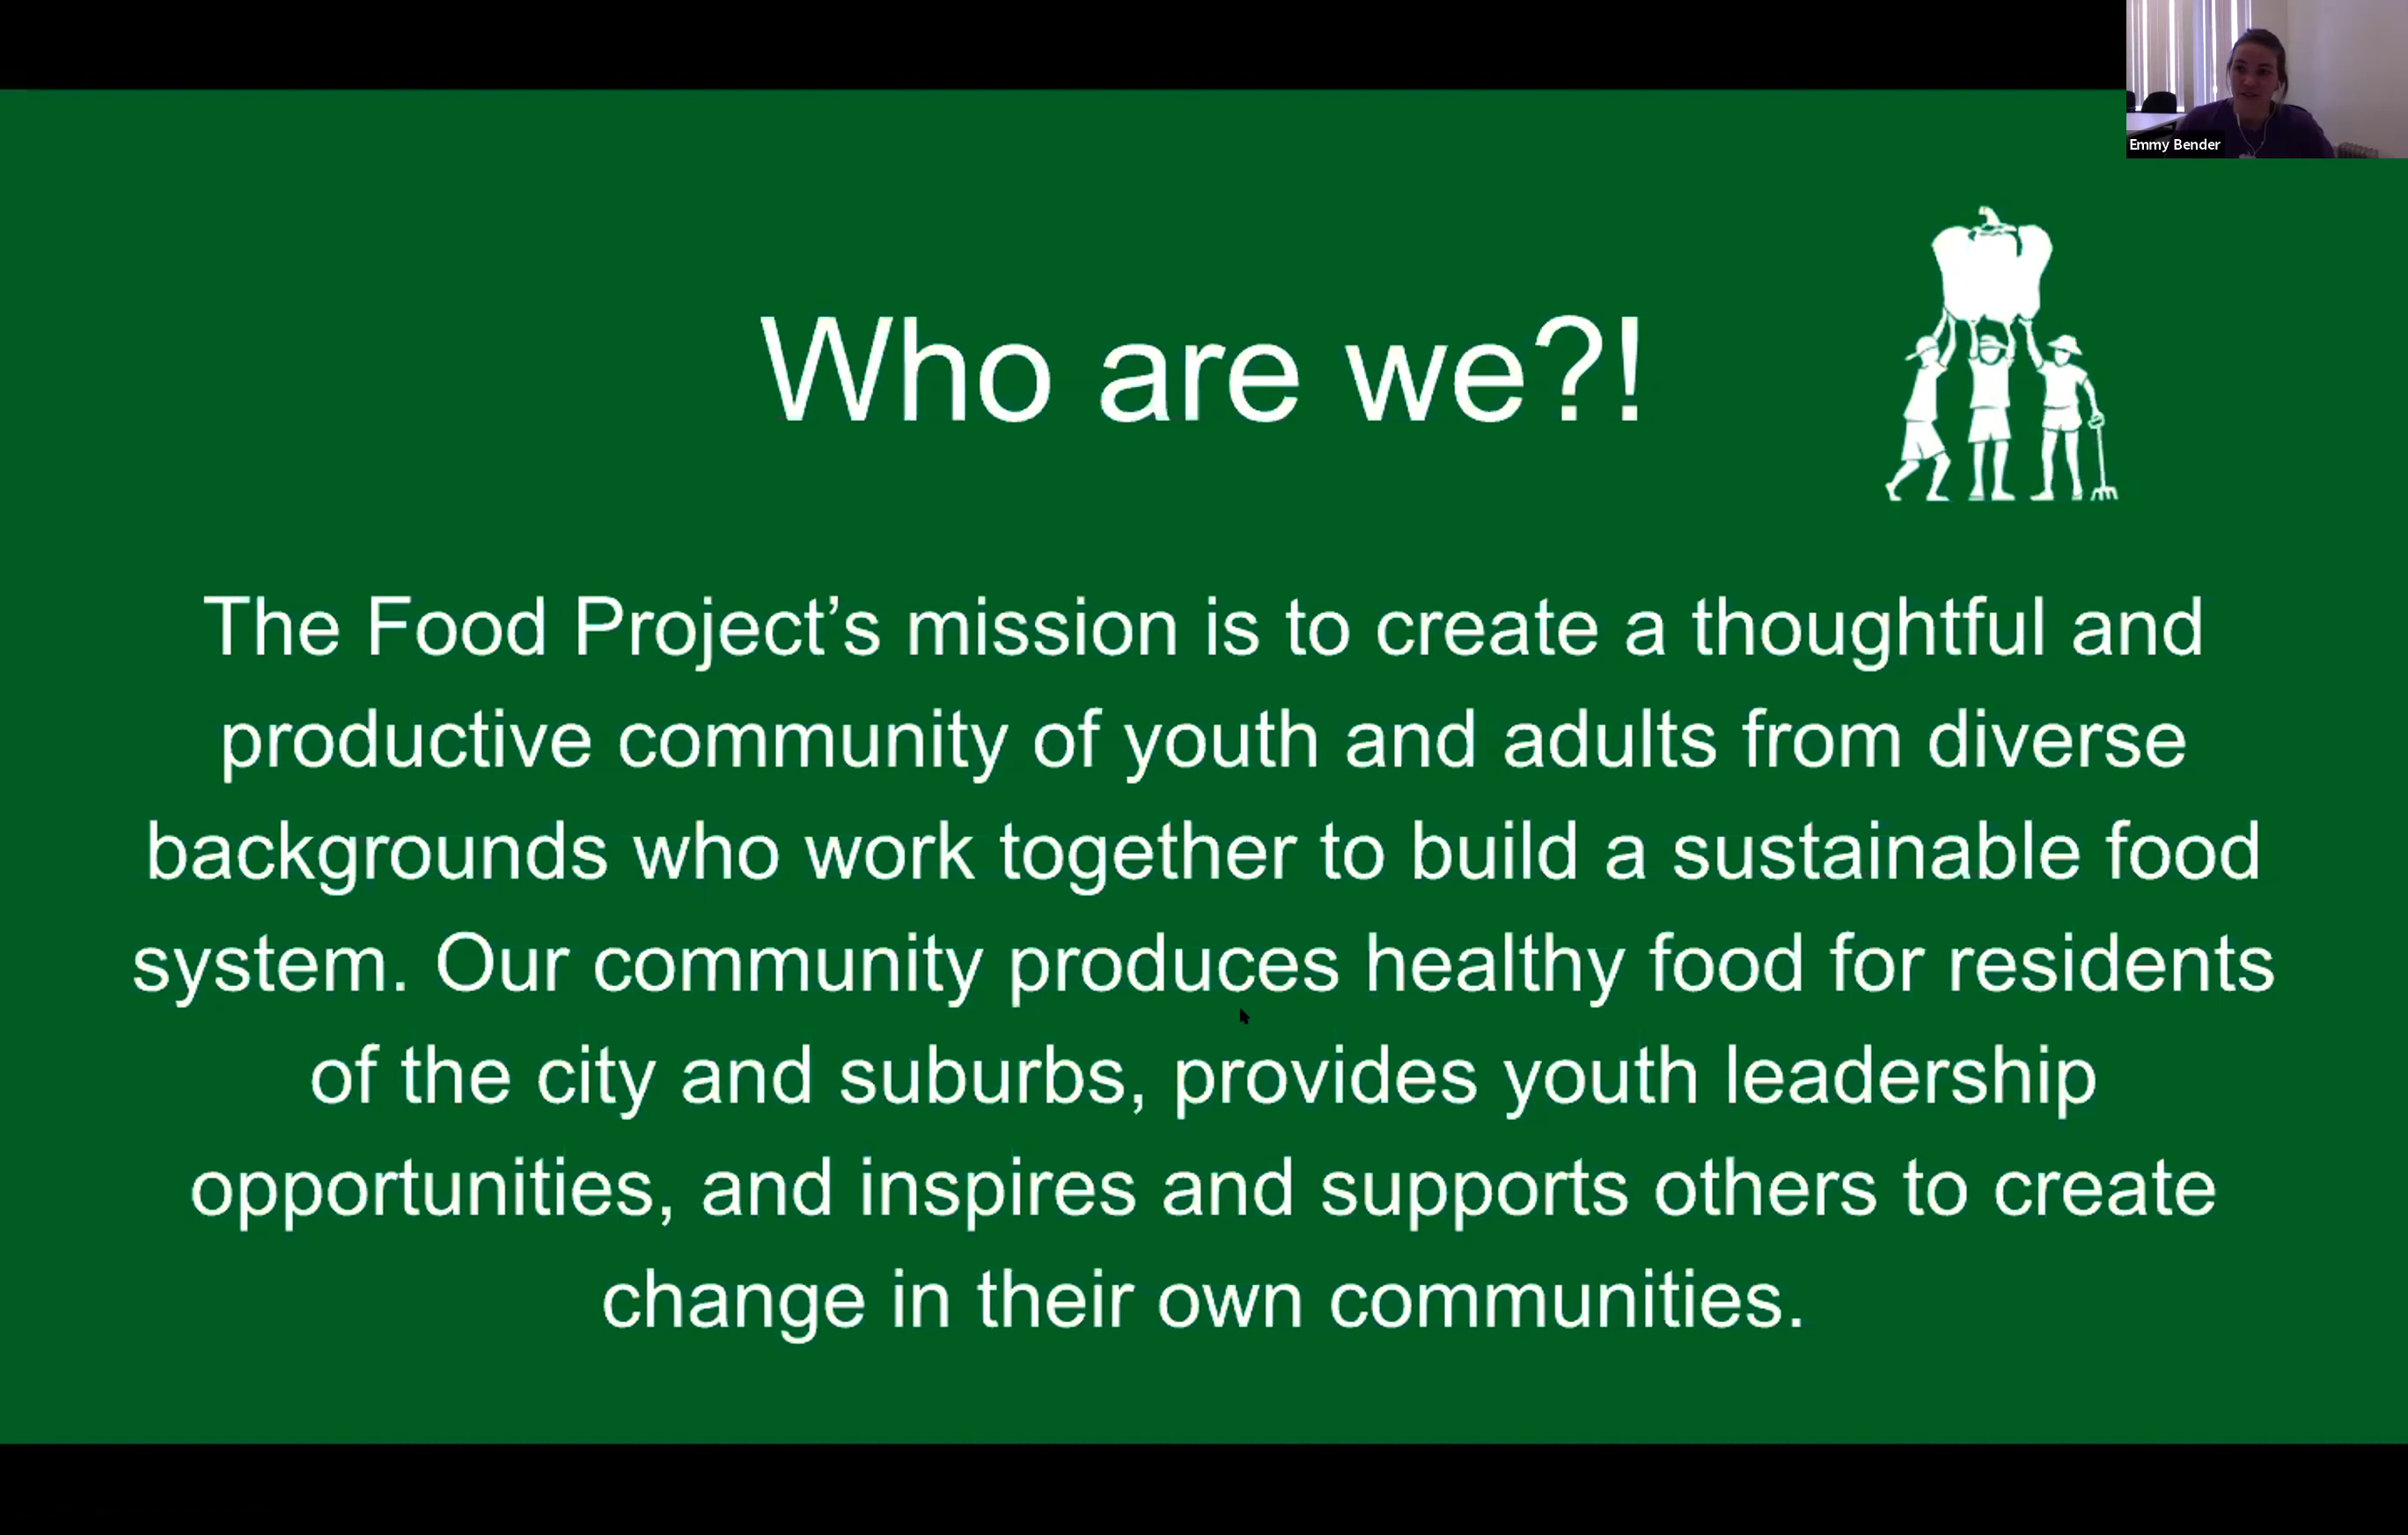 Emmy Bender
Who are we?!
The Food Project’s mission is to create a thoughtful and
productive community of youth and adults from diverse
backgrounds who work together to build a sustainable food
system. Our community produces healthy food for residents
of the city and suburbs, provides youth leadership
opportunities, and inspires and supports others to create
change in their own communities.